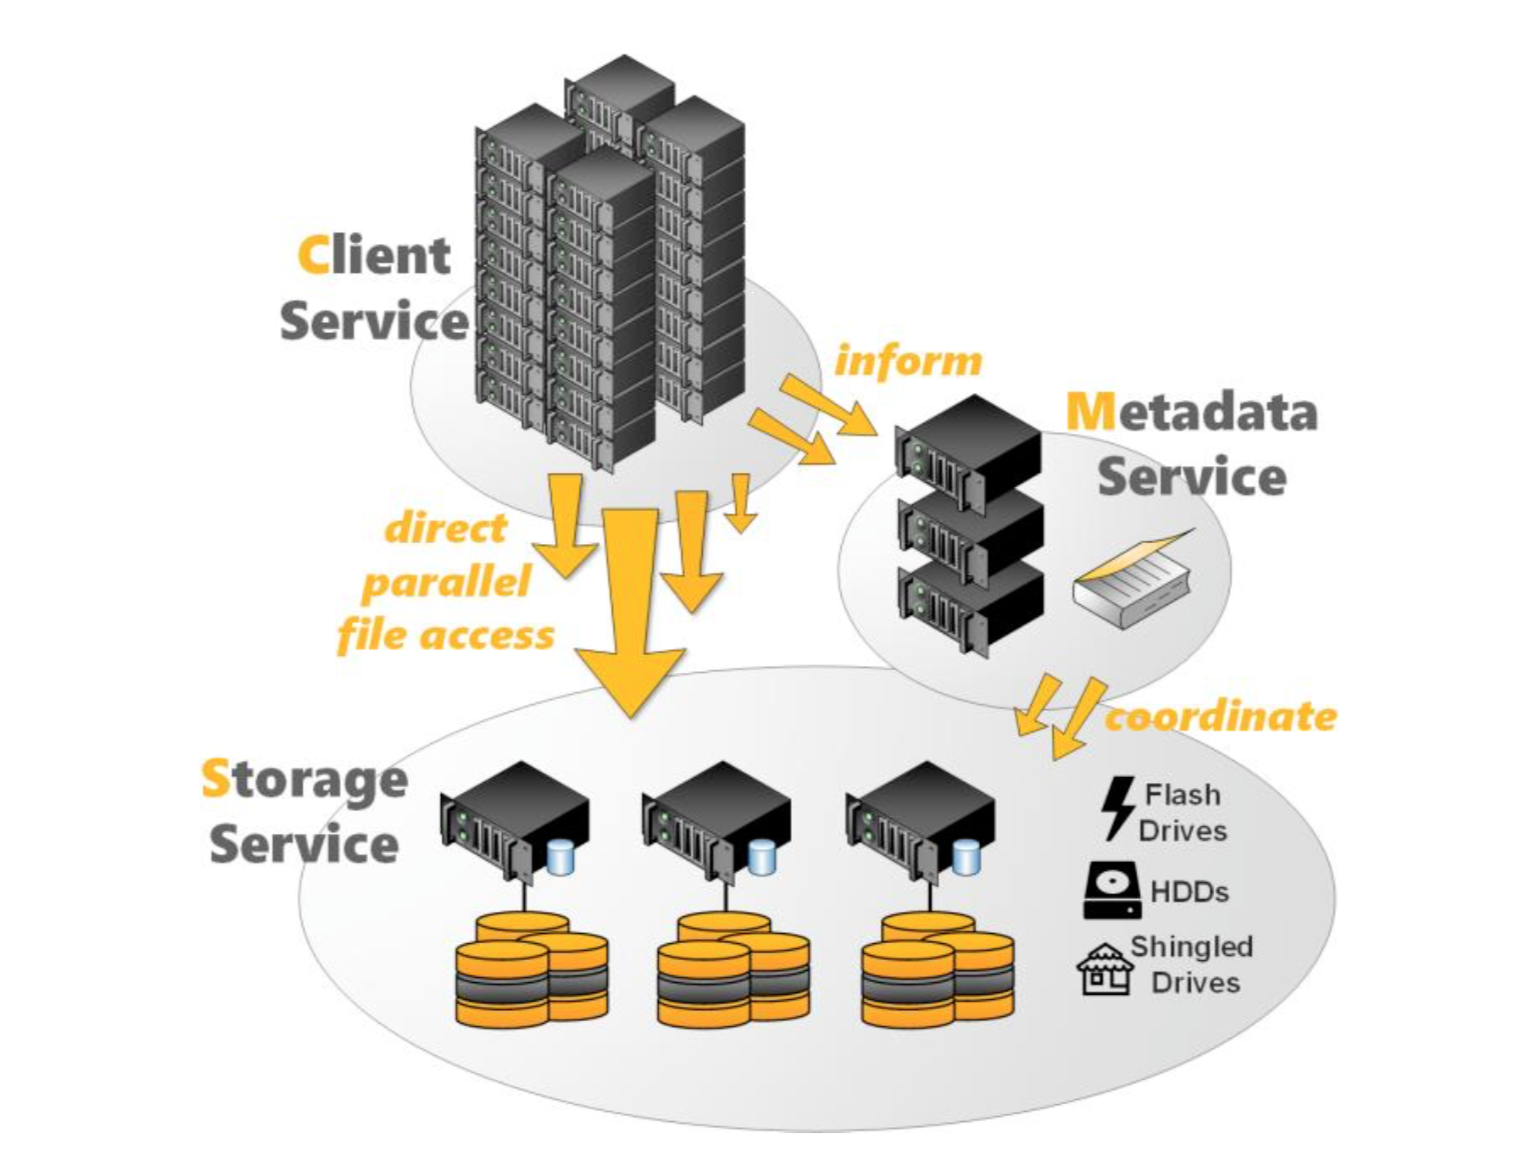 Client
Service
inform
Metadata
Service
direct
parallel
file access
coordinate
Storage
Service
Flash
Drives
HDDs
Shingled
Drives